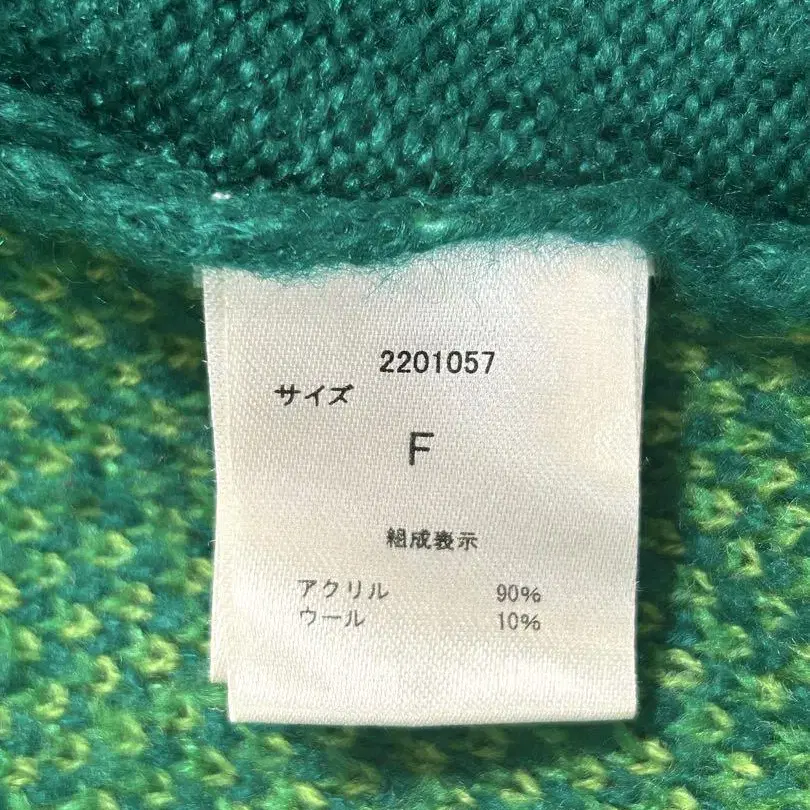 2201057
サイズ
F
組成表示
アクリル 90%
ウール 10%